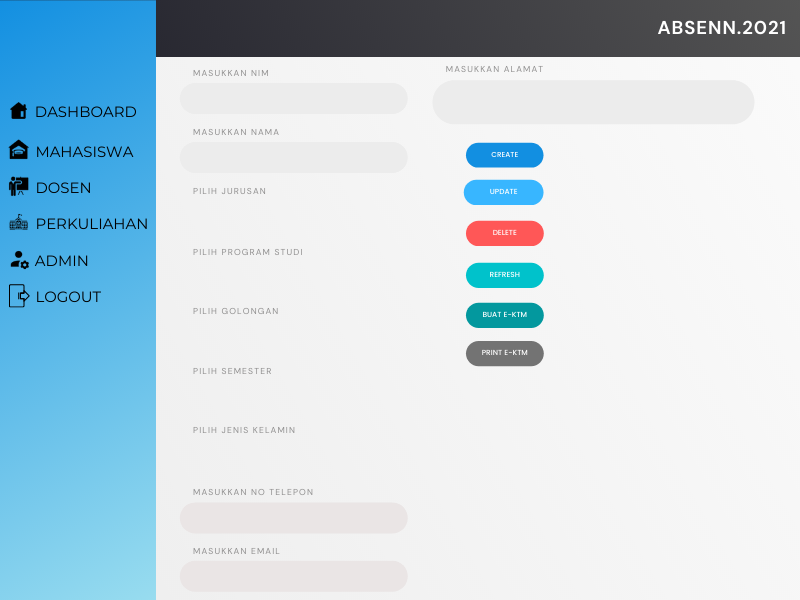 ABSENN.2021
DASHBOARD
MAHASISWA
DOSEN
PERKULIAHAN
ADMIN
LOGOUT
MASUKKAN NIM
MASUKKAN NAMA
PILIH JURUSAN
PILIH PROGRAM STUDI
PILIH GOLONGAN
PILIH SEMESTER
PILIH JENIS KELAMIN
MASUKKAN NO TELEPON
MASUKKAN EMAIL
MASUKKAN ALAMAT
CREATE
UPDATE
DELETE
REFRESH
BUAT E-KTM
PRINT E-KTM